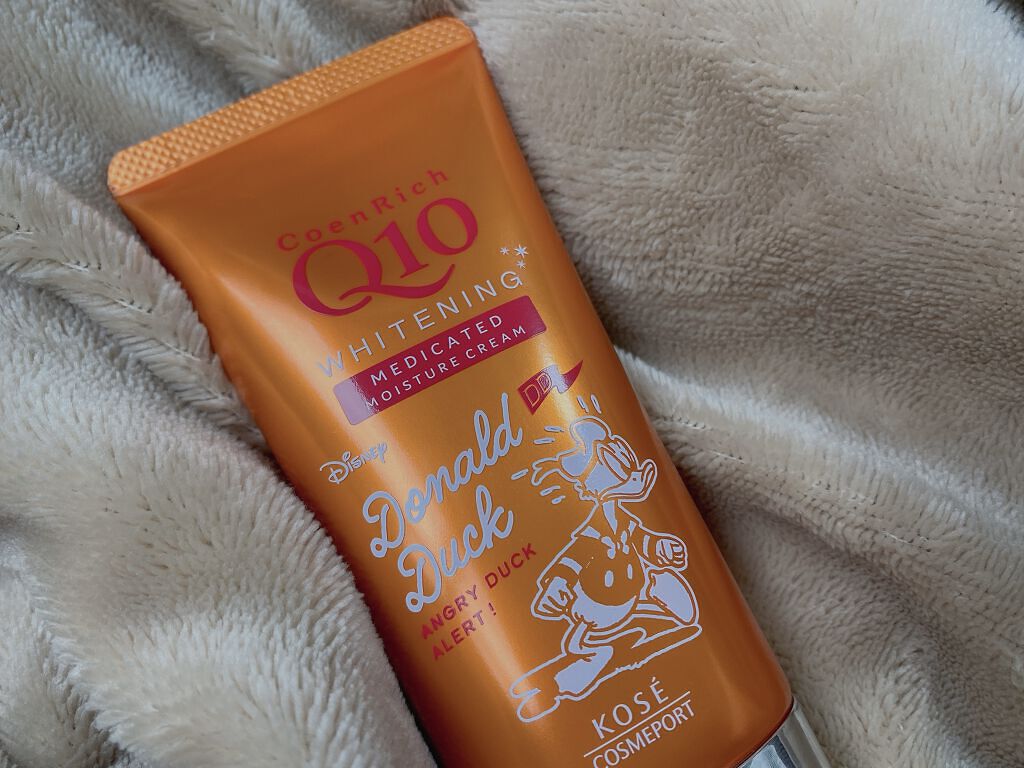 CoenRich
Q10
WHITENING
MEDICATED
MOISTURE CREAM
DD
Disney
Donald
Duck
ANGRY DUCK
ALERT!
KOSÉ
COSMEPORT